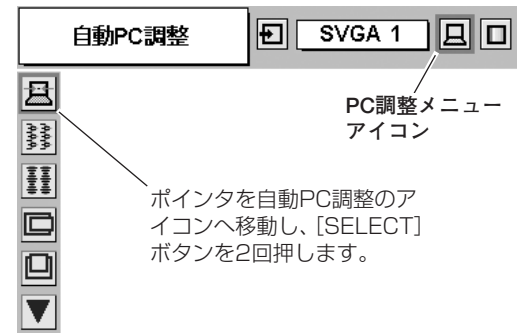 自動PC調整
SVGA 1
PC調整メニュー
アイコン
ポインタを自動PC調整のア
イコンへ移動し、[SELECT]
ボタンを2回押します。